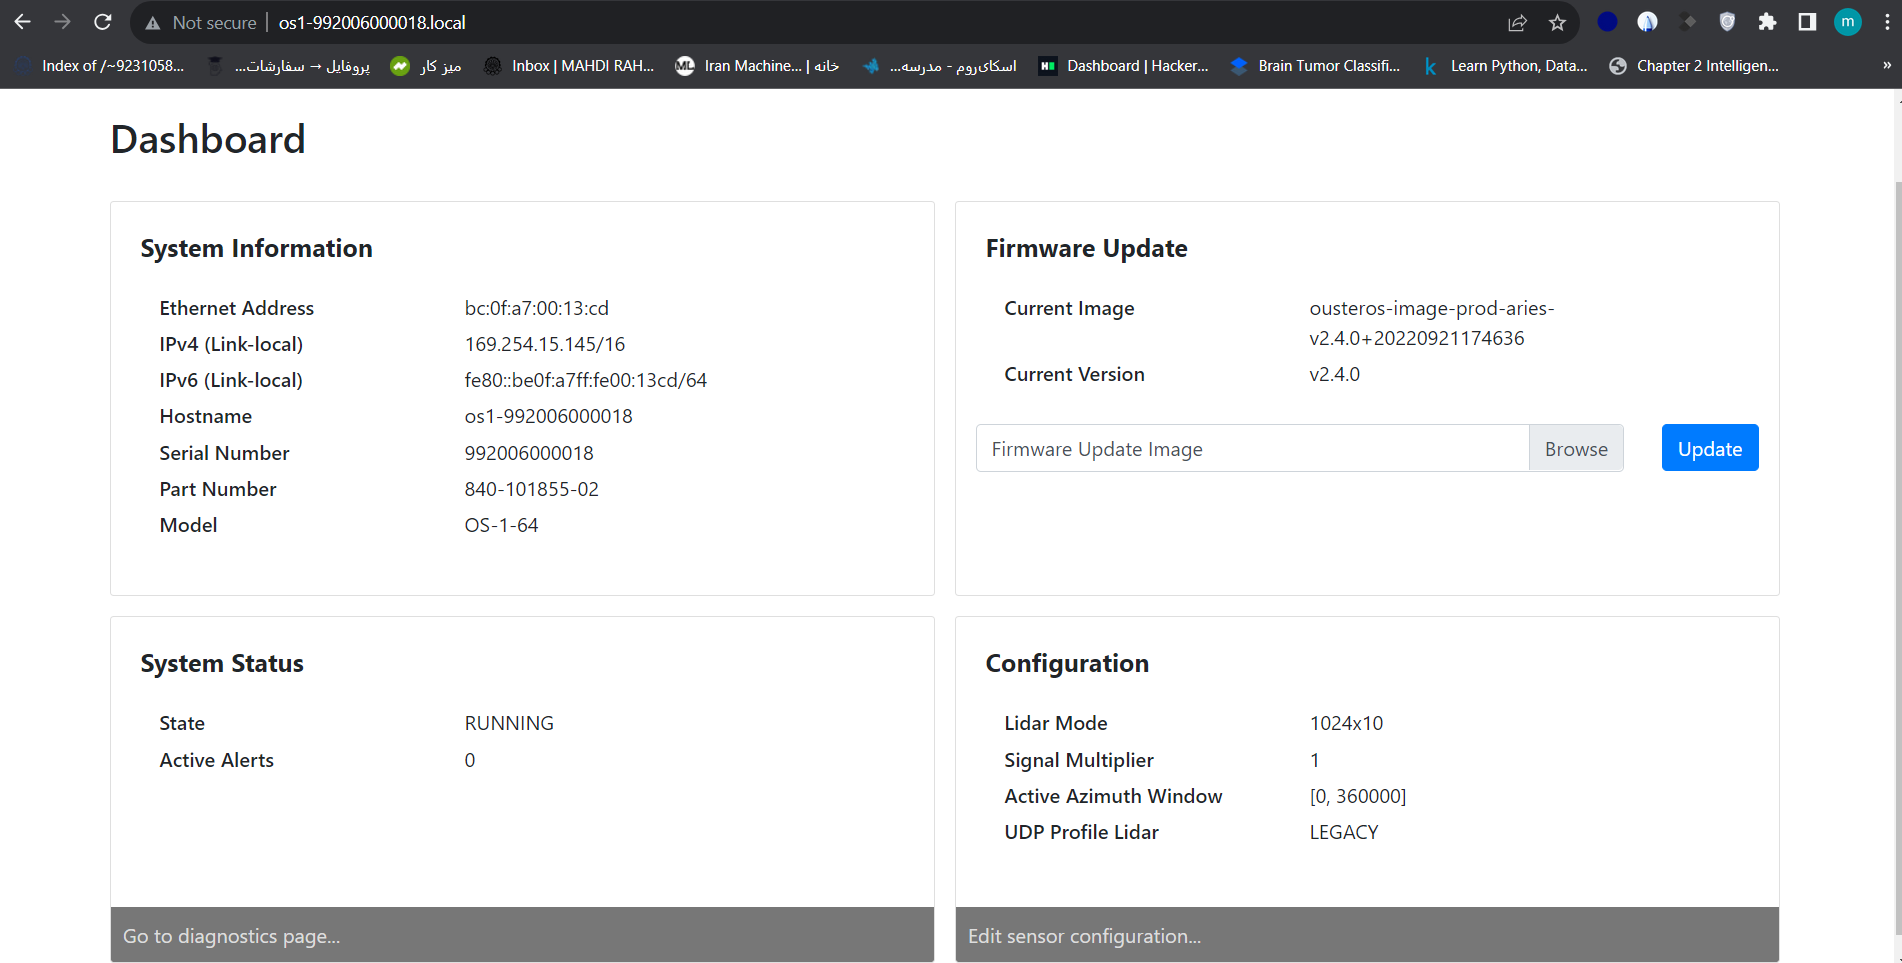 Not secure | os1-992006000018.local
m
Index of /~9231058...
پروفایل → سفارشات...
میز کار
Inbox | MAHDI RAH...
ML
Iran Machine... | خانه
اسکای‌روم - مدرسه...
Dashboard | Hacker...
Brain Tumor Classifi...
k
Learn Python, Data...
Chapter 2 Intelligen...
»
Dashboard
System Information
Ethernet Address bc:0f:a7:00:13:cd
IPv4 (Link-local) 169.254.15.145/16
IPv6 (Link-local) fe80::be0f:a7ff:fe00:13cd/64
Hostname os1-992006000018
Serial Number 992006000018
Part Number 840-101855-02
Model OS-1-64
Firmware Update
Current Image ousteros-image-prod-aries-
v2.4.0+20220921174636
Current Version v2.4.0
Firmware Update Image Browse Update
System Status
State RUNNING
Active Alerts 0
Go to diagnostics page...
Configuration
Lidar Mode 1024x10
Signal Multiplier 1
Active Azimuth Window [0, 360000]
UDP Profile Lidar LEGACY
Edit sensor configuration...